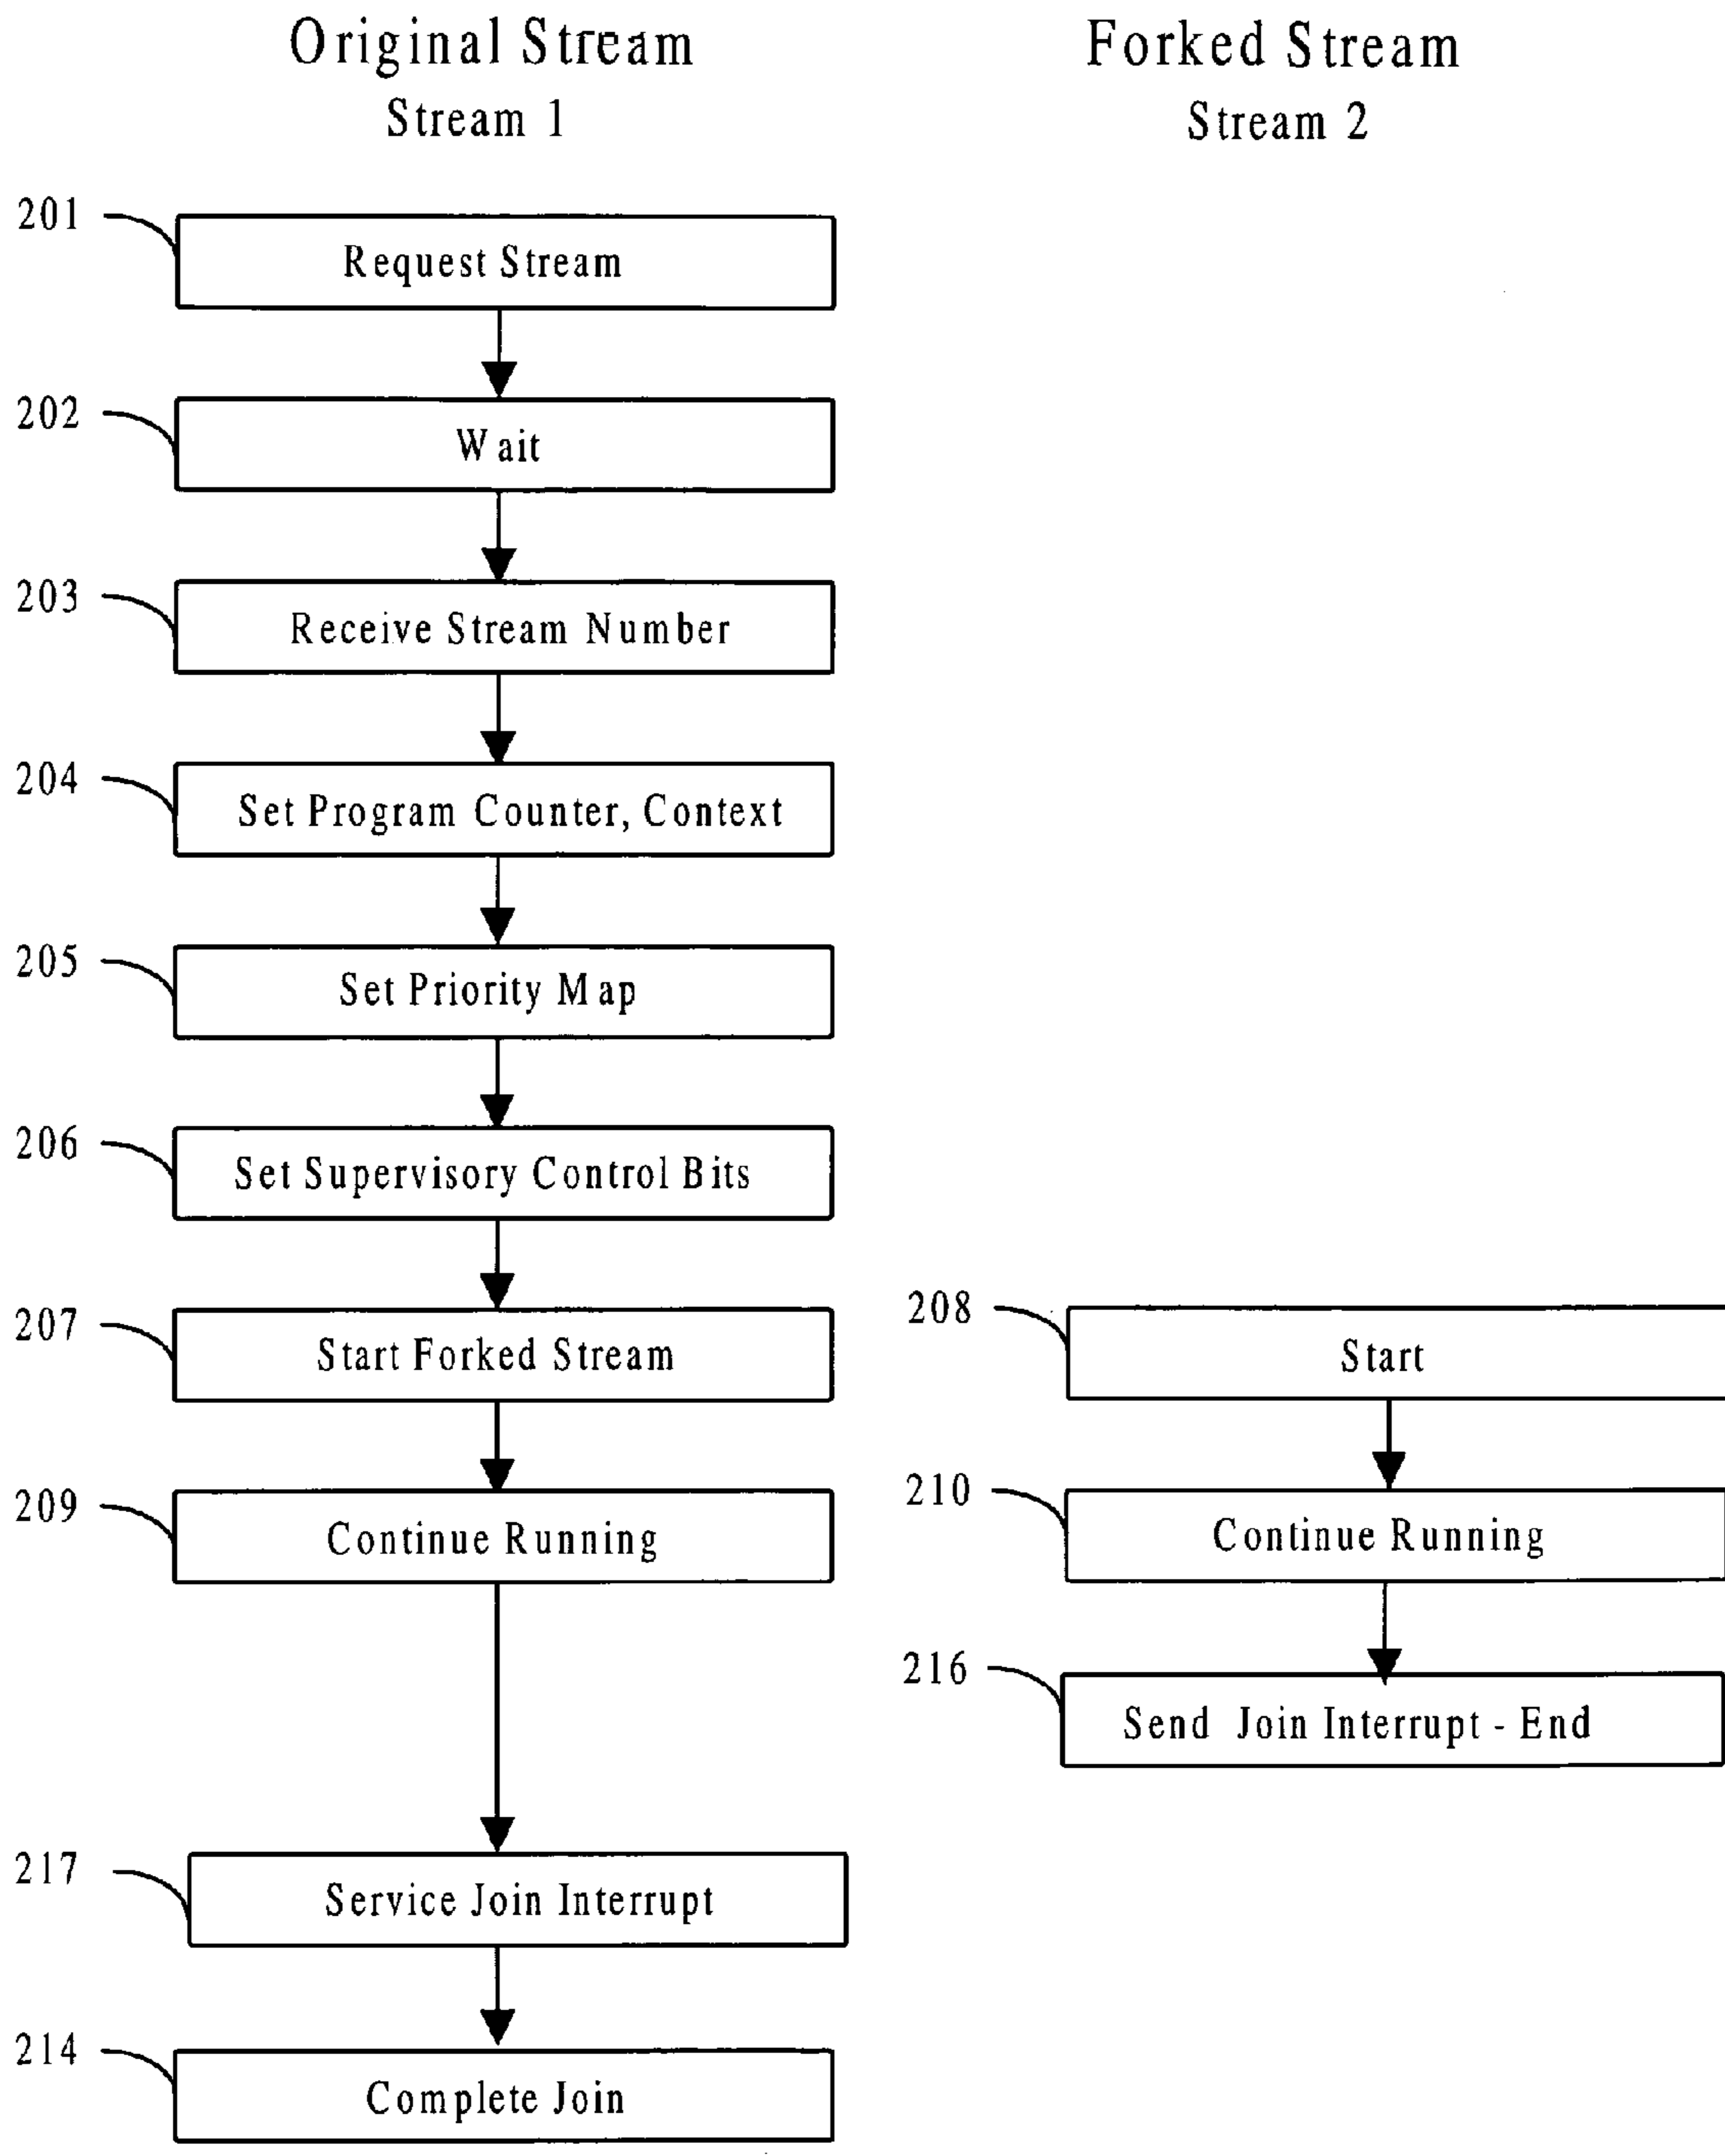 Original Stream
Stream 1
Forked Stream
Stream 2
201
Request Stream
202
Wait
203
Receive Stream Number
204
Set Program Counter, Context
205
Set Priority Map
206
Set Supervisory Control Bits
207
Start Forked Stream
208
Start
209
Continue Running
210
Continue Running
216
Send Join Interrupt - End
217
Service Join Interrupt
214
Complete Join